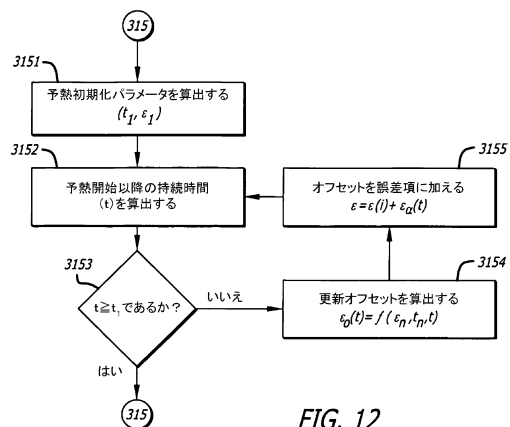 315
3151
予熱初期化パラメータを算出する
(t₁, ε₁)
3152
予熱開始以降の持続時間
(t)を算出する
3153
t≧t₁であるか？
いいえ
はい
315
3154
更新オフセットを算出する
ε₀(t)=f(εₙ,tₙ,t)
3155
オフセットを誤差項に加える
ε=ε(i)+εα(t)
FIG. 12